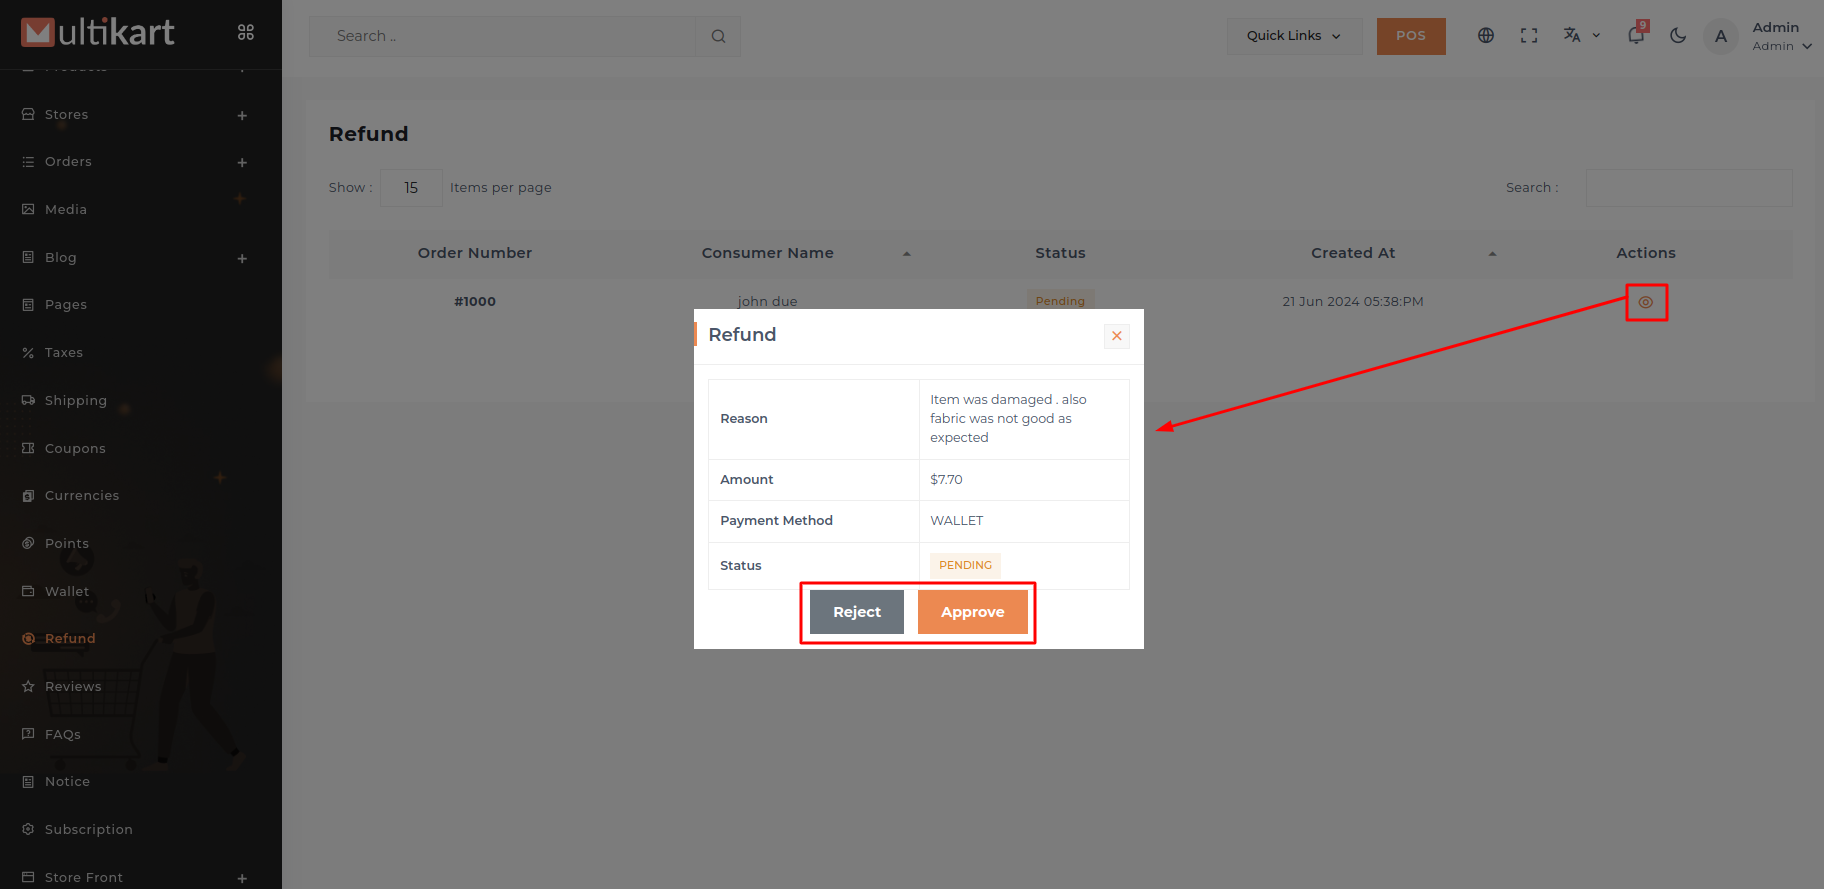 Multikart
Products
Stores
Orders
Media
Blog
Pages
Taxes
Shipping
Coupons
Currencies
Points
Wallet
Refund
Reviews
FAQs
Notice
Subscription
Store Front
Search ..
Quick Links
POS
9
A
Admin
Admin
Refund
Show : 15 Items per page
Search :
Order Number Consumer Name Status Created At Actions
#1000 john due Pending 21 Jun 2024 05:38:PM
Refund
Reason
Item was damaged . also
fabric was not good as
expected
Amount $7.70
Payment Method WALLET
Status PENDING
Reject Approve